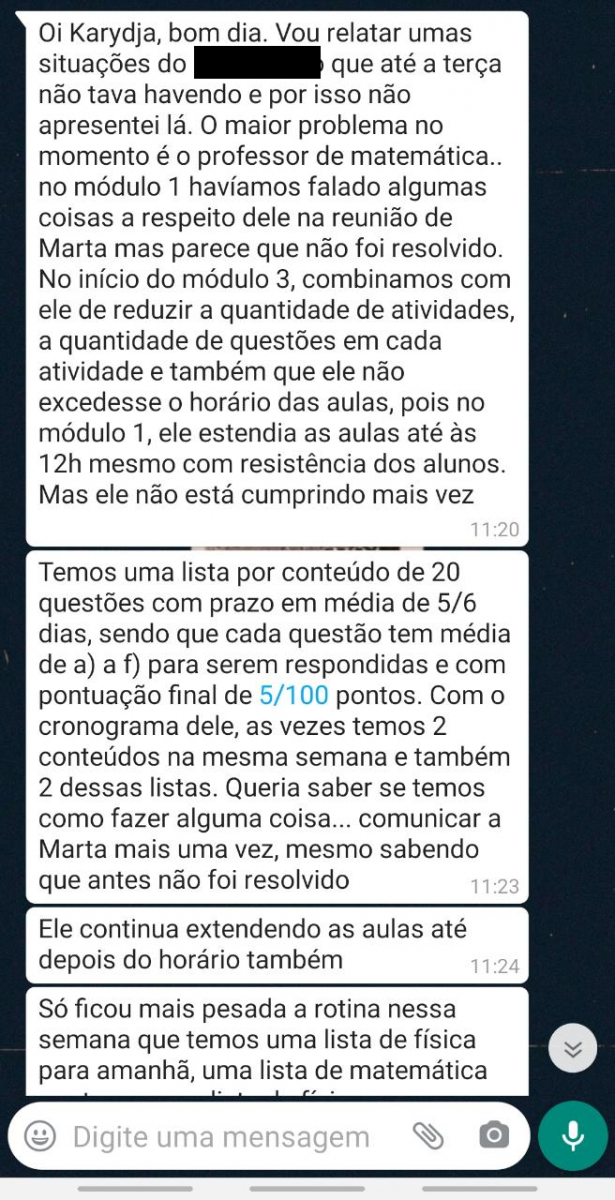 Oi Karydja, bom dia. Vou relatar umas
situações do que até a terça
não tava havendo e por isso não
apresentei lá. O maior problema no
momento é o professor de matemática..
no módulo 1 havíamos falado algumas
coisas a respeito dele na reunião de
Marta mas parece que não foi resolvido.
No início do módulo 3, combinamos com
ele de reduzir a quantidade de atividades,
a quantidade de questões em cada
atividade e também que ele não
excedesse o horário das aulas, pois no
módulo 1, ele estendia as aulas até às
12h mesmo com resistência dos alunos.
Mas ele não está cumprindo mais vez
11:20
Temos uma lista por conteúdo de 20
questões com prazo em média de 5/6
dias, sendo que cada questão tem média
de a) a f) para serem respondidas e com
pontuação final de 5/100 pontos. Com o
cronograma dele, as vezes temos 2
conteúdos na mesma semana e também
2 dessas listas. Queria saber se temos
como fazer alguma coisa... comunicar a
Marta mais uma vez, mesmo sabendo
que antes não foi resolvido
11:23
Ele continua extendendo as aulas até
depois do horário também
11:24
Só ficou mais pesada a rotina nessa
semana que temos uma lista de física
para amanhã, uma lista de matemática
Digite uma mensagem